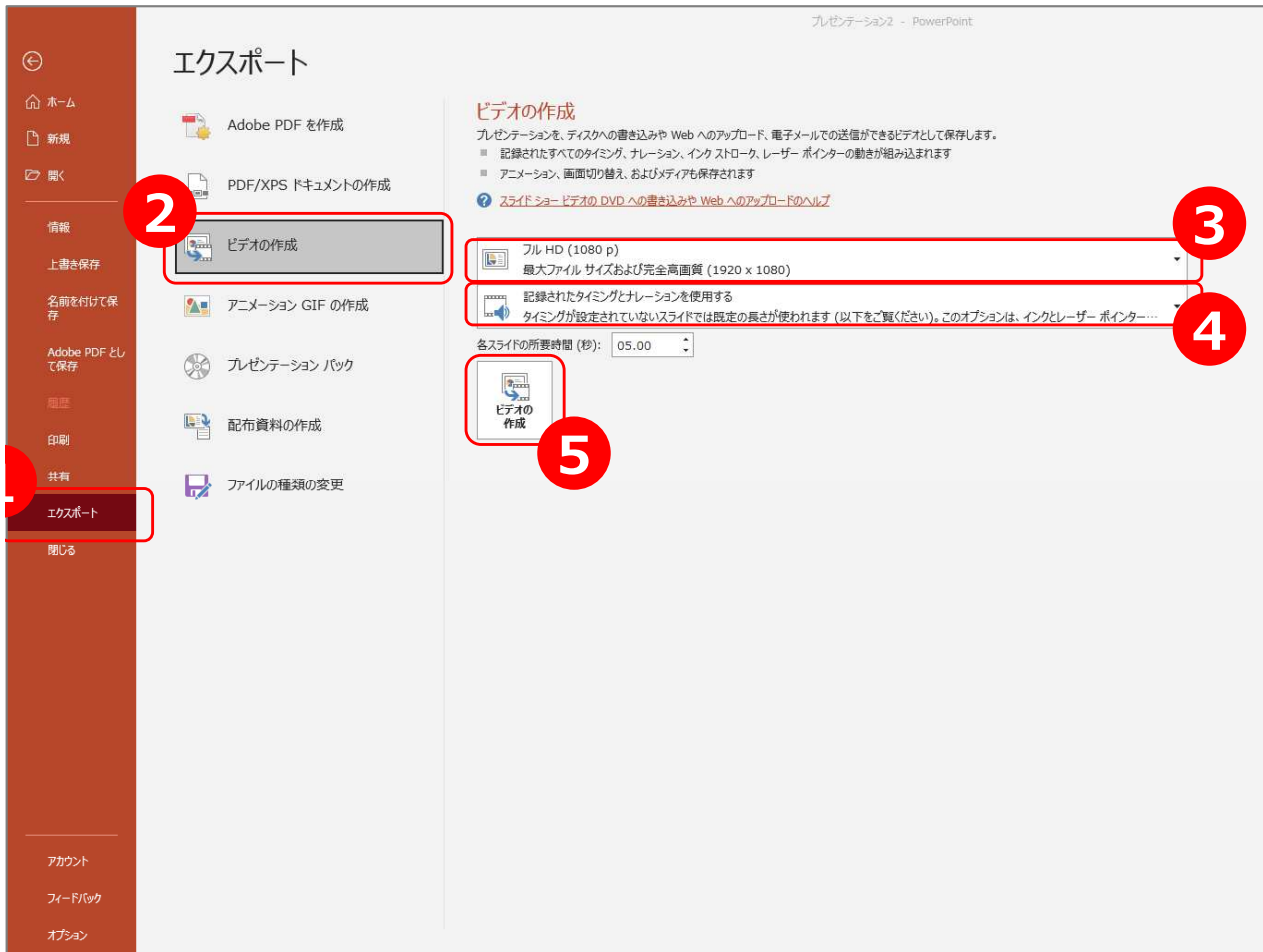 プレゼンテーション2 - PowerPoint
エクスポート
ホーム
新規
開く
情報
上書き保存
名前を付けて保
存
Adobe PDF とし
て保存
履歴
印刷
共有
エクスポート
閉じる
アカウント
フィードバック
オプション
1
Adobe PDF を作成
PDF/XPS ドキュメントの作成
2
ビデオの作成
アニメーション GIF の作成
プレゼンテーション パック
配布資料の作成
ファイルの種類の変更
ビデオの作成
プレゼンテーションを、ディスクへの書き込みや Web へのアップロード、電子メールでの送信ができるビデオとして保存します。
記録されたすべてのタイミング、ナレーション、インク ストローク、レーザー ポインターの動きが組み込まれます
アニメーション、画面切り替え、およびメディアも保存されます
スライド ショー ビデオの DVD への書き込みや Web へのアップロードのヘルプ
3
フル HD (1080 p)
最大ファイル サイズおよび完全高画質 (1920 x 1080)
記録されたタイミングとナレーションを使用する
タイミングが設定されていないスライドでは既定の長さが使われます (以下をご覧ください)。このオプションは、インクとレーザー ポインター…
4
各スライドの所要時間 (秒): 05.00
ビデオの
作成
5